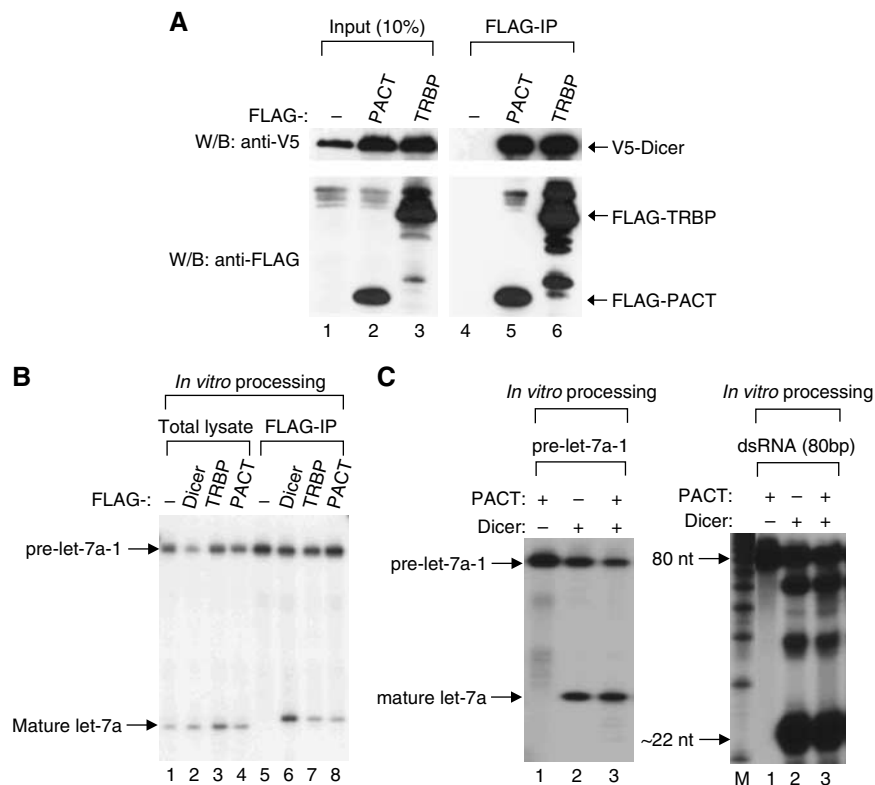 A
Input (10%)
FLAG-IP
FLAG-: – PACT TRBP – PACT TRBP
W/B: anti-V5
V5-Dicer
FLAG-TRBP
W/B: anti-FLAG
FLAG-PACT
1 2 3 4 5 6
B
In vitro processing
Total lysate FLAG-IP
FLAG-: – Dicer TRBP PACT – Dicer TRBP PACT
pre-let-7a-1
Mature let-7a
1 2 3 4 5 6 7 8
C
In vitro processing
pre-let-7a-1
PACT: + – +
Dicer: – + +
pre-let-7a-1
mature let-7a
1 2 3
In vitro processing
dsRNA (80bp)
PACT: + – +
Dicer: – + +
80 nt
~22 nt
M 1 2 3